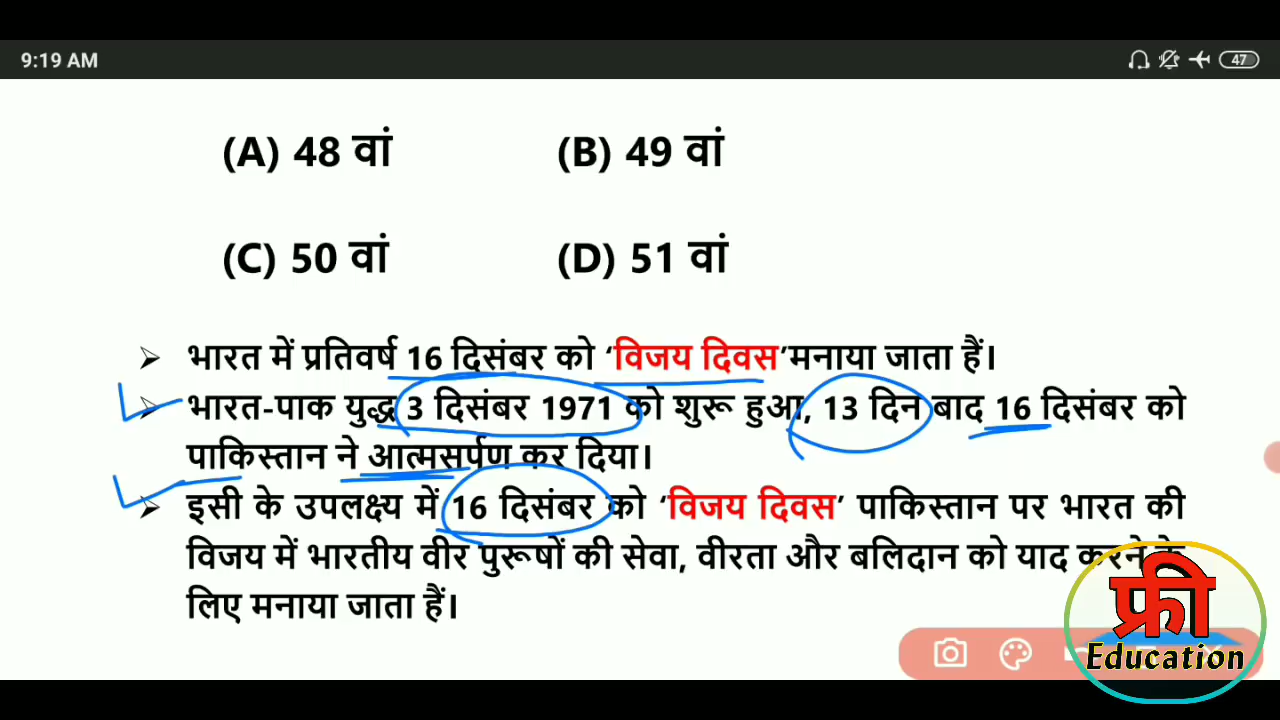 9:19 AM
47
(A) 48 वां (B) 49 वां
(C) 50 वां (D) 51 वां
➢ भारत में प्रतिवर्ष 16 दिसंबर को ‘विजय दिवस’मनाया जाता हैं।
➢ भारत-पाक युद्ध 3 दिसंबर 1971 को शुरू हुआ, 13 दिन बाद 16 दिसंबर को
पाकिस्तान ने आत्मसर्पण कर दिया।
➢ इसी के उपलक्ष्य में 16 दिसंबर को ‘विजय दिवस’ पाकिस्तान पर भारत की
विजय में भारतीय वीर पुरूषों की सेवा, वीरता और बलिदान को याद करने के
लिए मनाया जाता हैं।
फ्री
Education